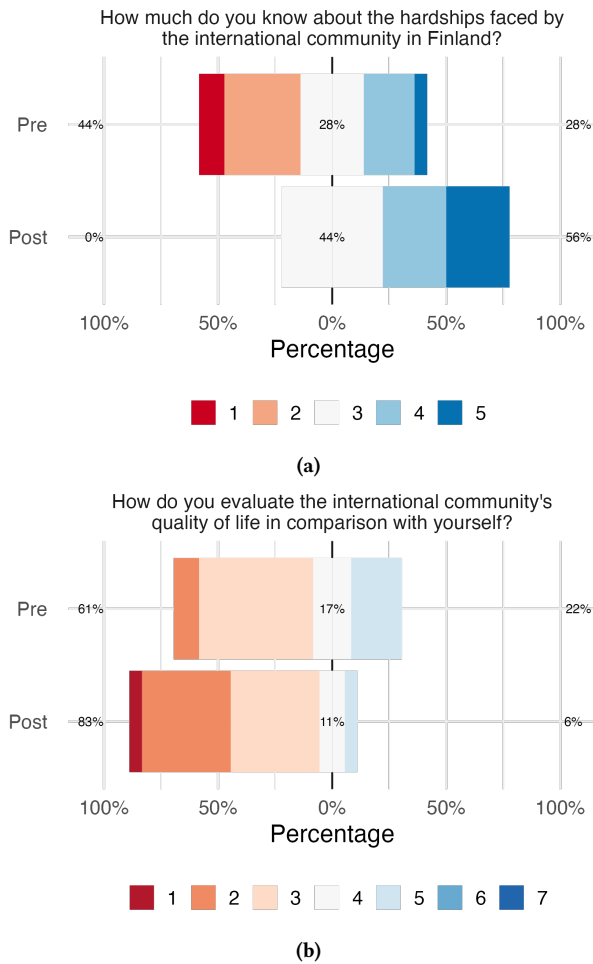 How much do you know about the hardships faced by
the international community in Finland?
Pre
44%
28%
28%
Post
0%
44%
56%
100%
50%
0%
50%
100%
Percentage
1
2
3
4
5
(a)
How do you evaluate the international community's
quality of life in comparison with yourself?
Pre
61%
17%
22%
Post
83%
11%
6%
100%
50%
0%
50%
100%
Percentage
1
2
3
4
5
6
7
(b)